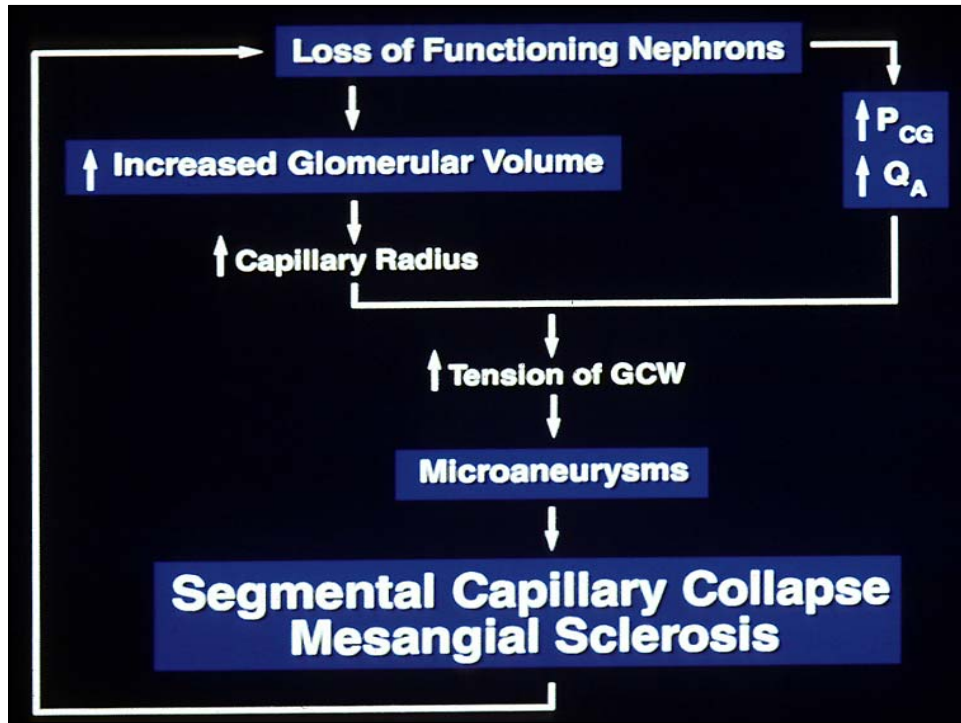 Loss of Functioning Nephrons
↑ P_CG
↑ Q_A
↑ Increased Glomerular Volume
↑ Capillary Radius
↑ Tension of GCW
Microaneurysms
Segmental Capillary Collapse
Mesangial Sclerosis